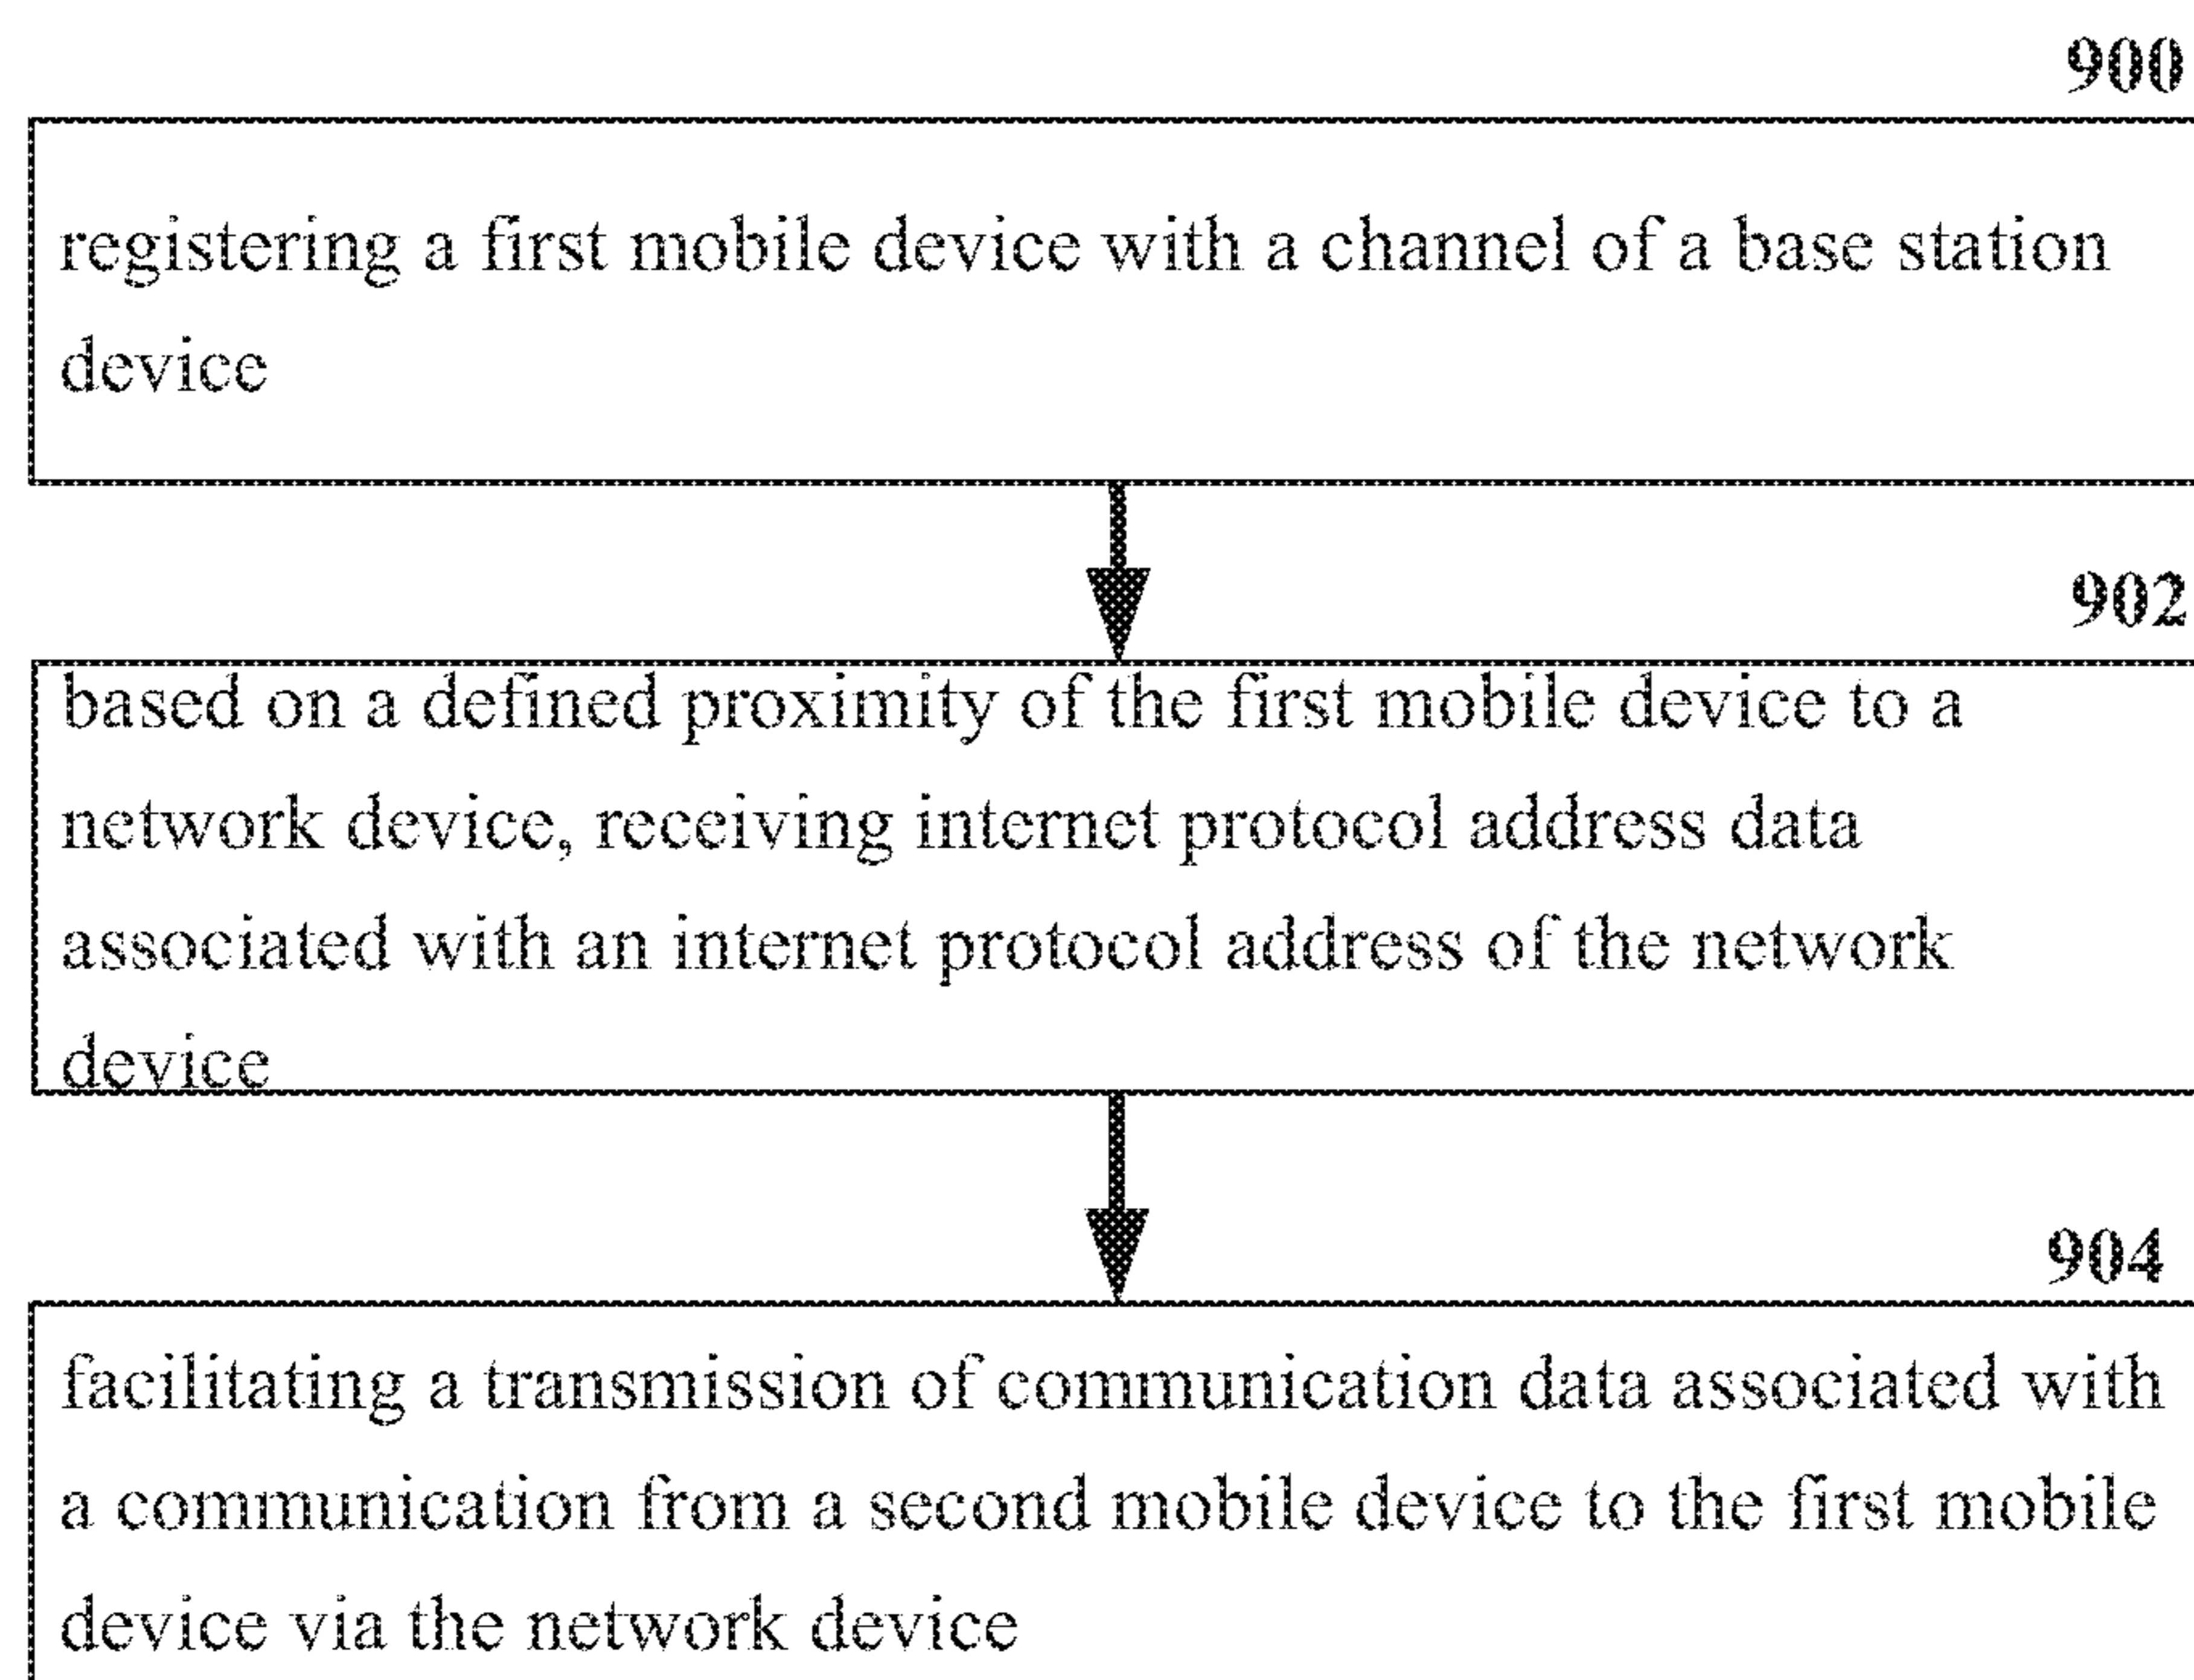 900
registering a first mobile device with a channel of a base station
device
902
based on a defined proximity of the first mobile device to a
network device, receiving internet protocol address data
associated with an internet protocol address of the network
device
904
facilitating a transmission of communication data associated with
a communication from a second mobile device to the first mobile
device via the network device